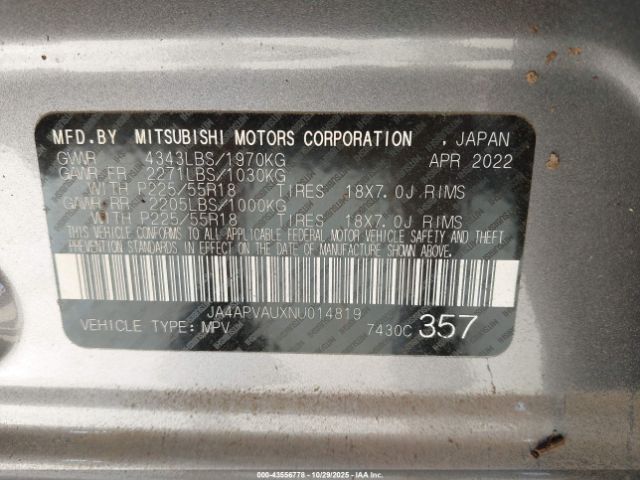 MFD.BY MITSUBISHI MOTORS CORPORATION , JAPAN
GVWR 4343LBS/1970KG APR 2022
GAWR FR 2271LBS/1030KG
WITH P225/55R18 TIRES 18X7.0J RIMS
GAWR RR 2205LBS/1000KG
WITH P225/55R18 TIRES 18X7.0J RIMS
THIS VEHICLE CONFORMS TO ALL APPLICABLE FEDERAL MOTOR VEHICLE SAFETY AND THEFT
PREVENTION STANDARDS IN EFFECT ON THE DATE OF MANUFACTURE SHOWN ABOVE.
JA4APVAUXNU014819
VEHICLE TYPE:MPV 7430C 357
000-43556778 - 10/29/2025 - IAA Inc.